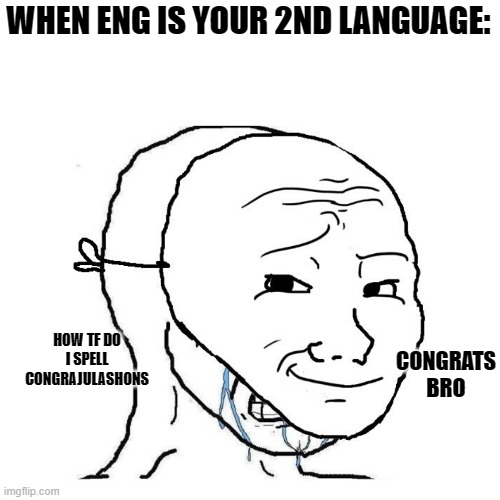 WHEN ENG IS YOUR 2ND LANGUAGE:
HOW TF DO
I SPELL
CONGRAJULASHONS
CONGRATS
BRO
imgflip.com